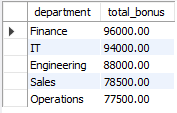 department total_bonus
Finance 96000.00
IT 94000.00
Engineering 88000.00
Sales 78500.00
Operations 77500.00